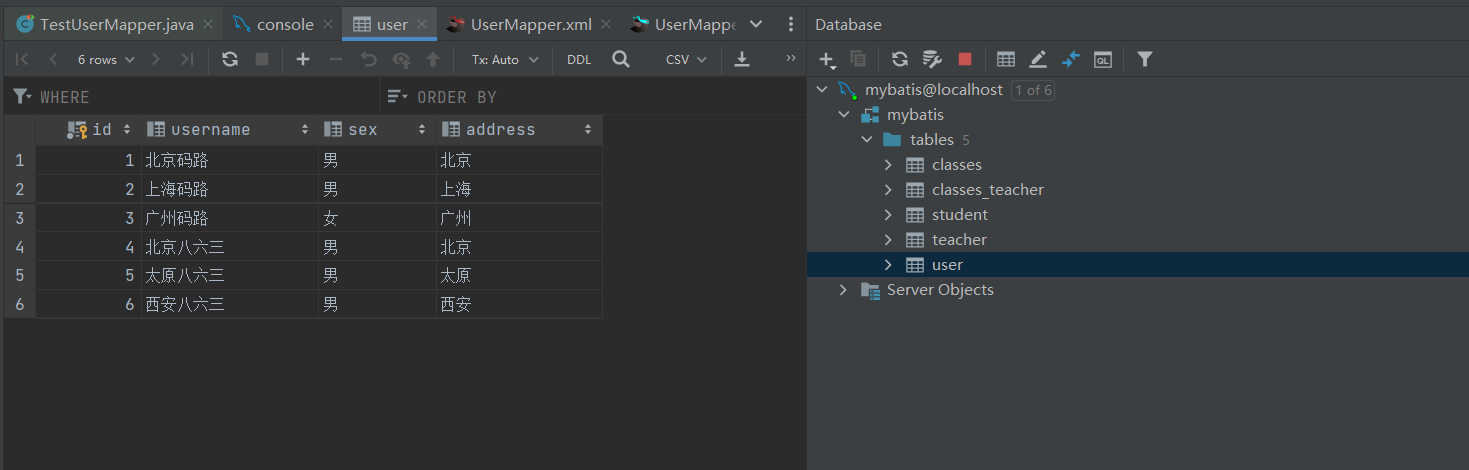 TestUserMapper.java console user UserMapper.xml UserMappe
6 rows Tx: Auto DDL CSV
WHERE ORDER BY
id username sex address
1 1 北京码路 男 北京
2 2 上海码路 男 上海
3 3 广州码路 女 广州
4 4 北京八六三 男 北京
5 5 太原八六三 男 太原
6 6 西安八六三 男 西安
Database
QL
mybatis@localhost 1 of 6
mybatis
tables 5
classes
classes_teacher
student
teacher
user
Server Objects